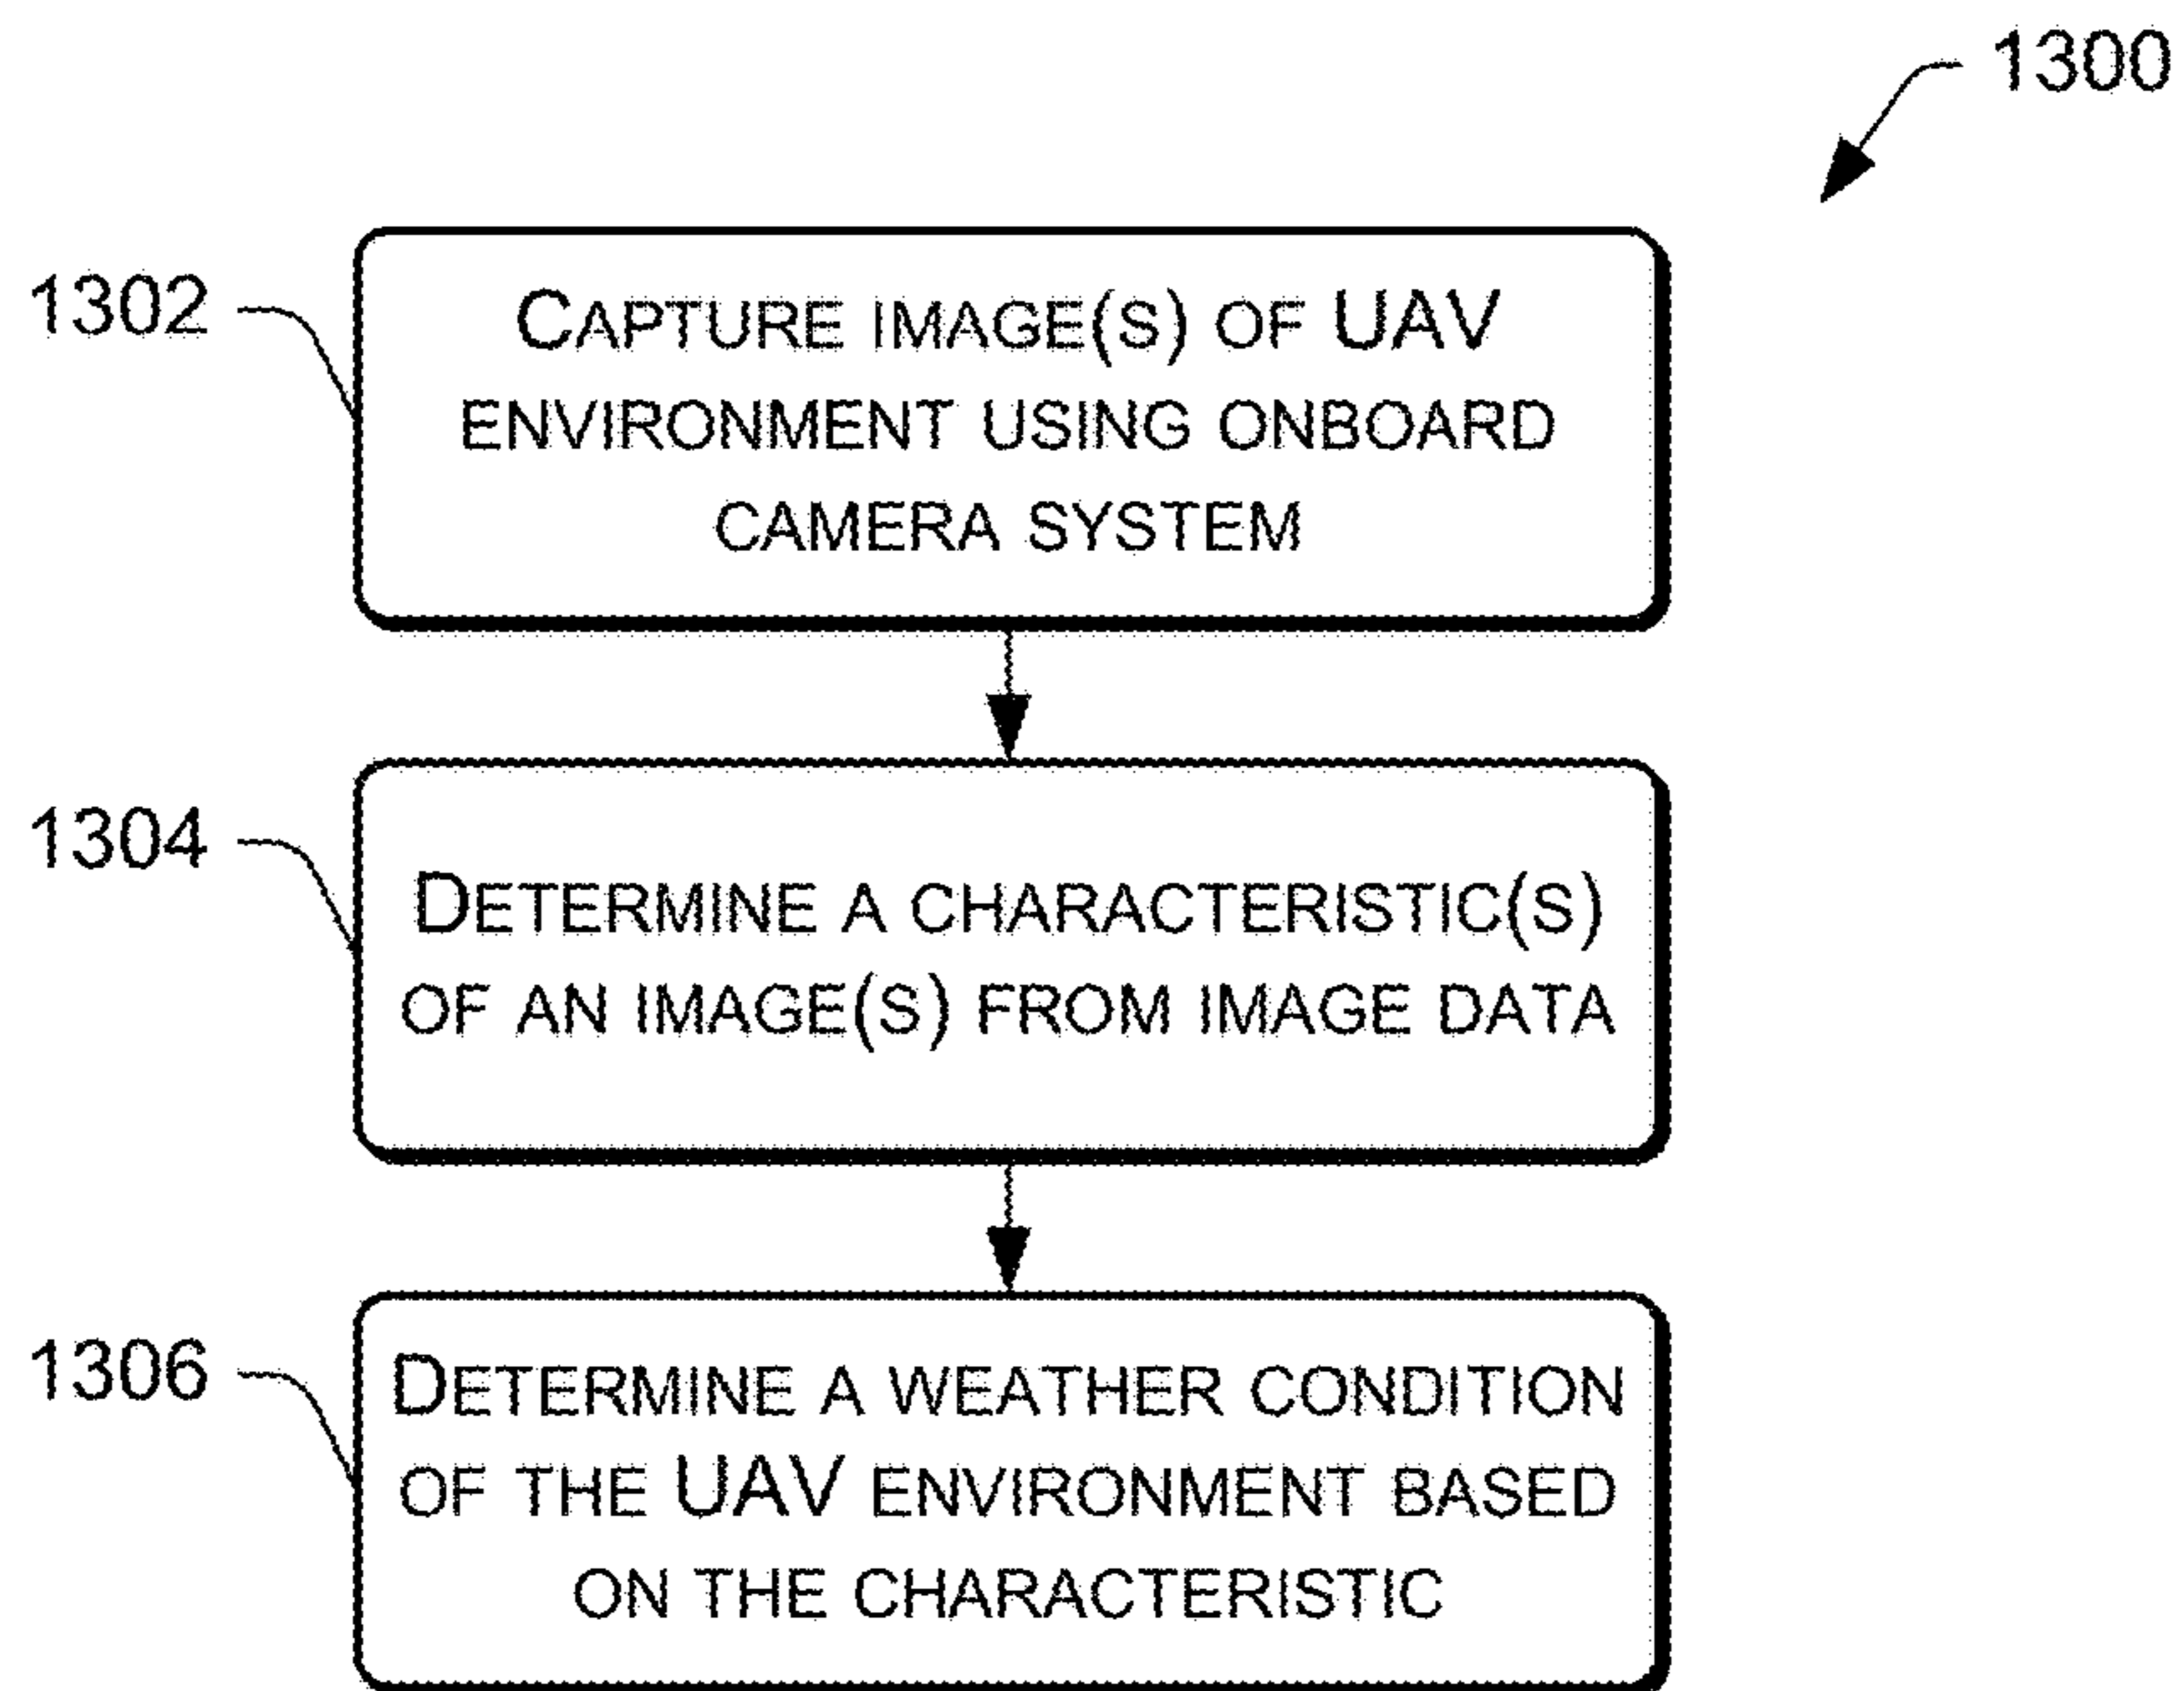 1300
1302
CAPTURE IMAGE(S) OF UAV
ENVIRONMENT USING ONBOARD
CAMERA SYSTEM
1304
DETERMINE A CHARACTERISTIC(S)
OF AN IMAGE(S) FROM IMAGE DATA
1306
DETERMINE A WEATHER CONDITION
OF THE UAV ENVIRONMENT BASED
ON THE CHARACTERISTIC